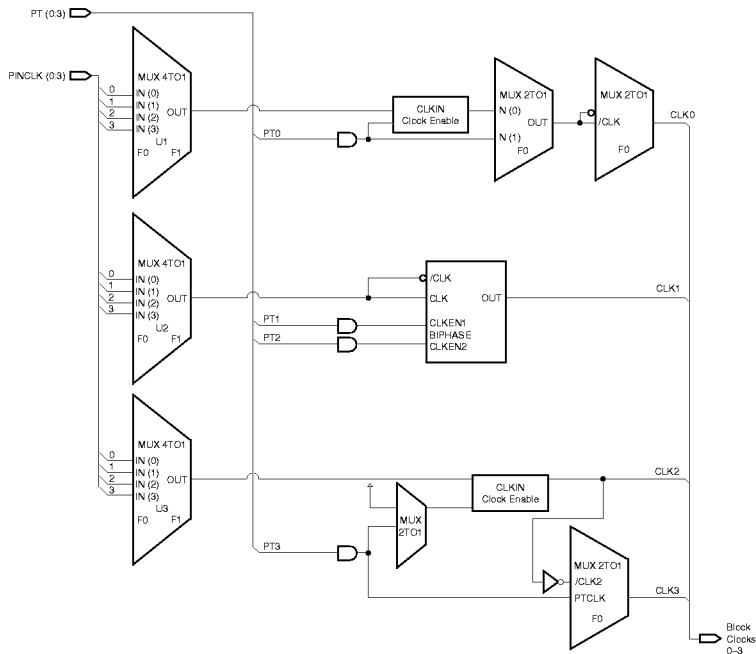 PT (0:3)
PINCLK (0:3)
MUX 4TO1
0 IN (0)
1 IN (1)
2 IN (2)
3 IN (3)
OUT
U1
F0 F1
PT0
CLKIN
Clock Enable
MUX 2TO1
N (0)
OUT
N (1)
F0
MUX 2TO1
/CLK
F0
CLK0
MUX 4TO1
0 IN (0)
1 IN (1)
2 IN (2)
3 IN (3)
OUT
U2
F0 F1
PT1
PT2
/CLK
CLK OUT
CLKEN1
BIPHASE
CLKEN2
CLK1
MUX 4TO1
0 IN (0)
1 IN (1)
2 IN (2)
3 IN (3)
OUT
U3
F0 F1
PT3
MUX
2TO1
CLKIN
Clock Enable
CLK2
MUX 2TO1
/CLK2
PTCLK
F0
CLK3
Block
Clocks
0–3